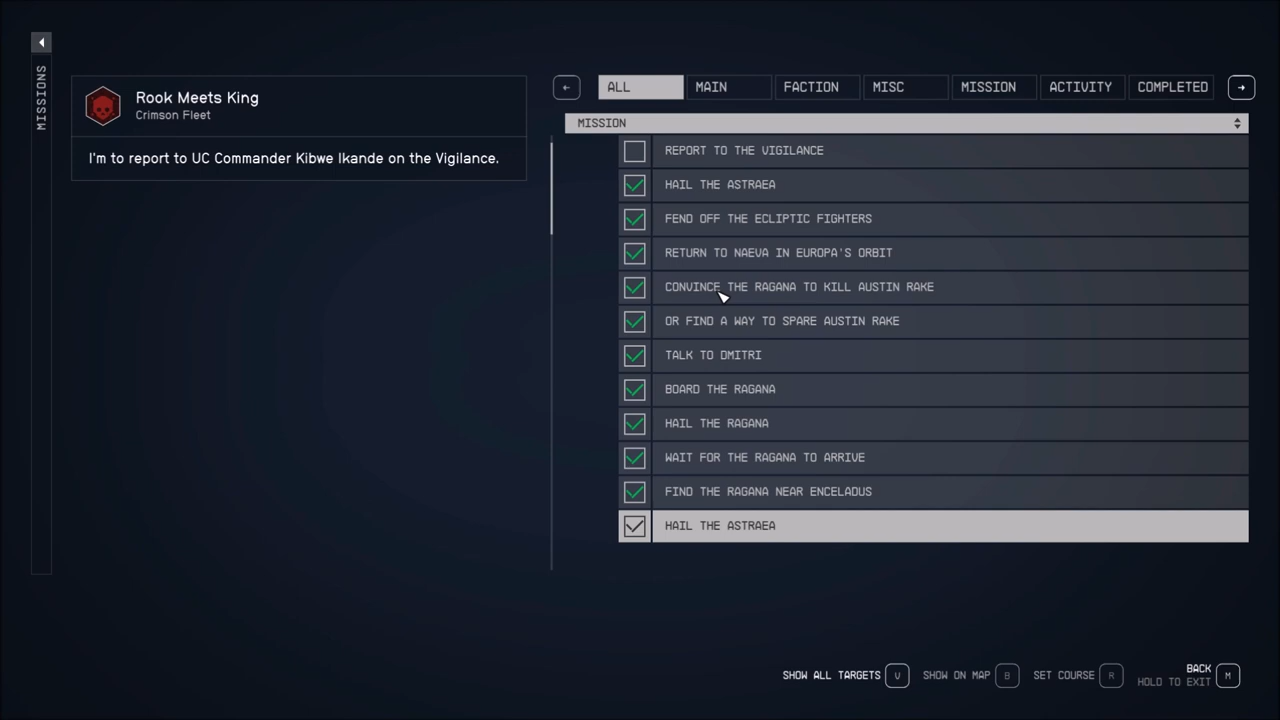 MISSIONS
Rook Meets King
Crimson Fleet
I'm to report to UC Commander Kibwe Ikande on the Vigilance.
ALL MAIN FACTION MISC MISSION ACTIVITY COMPLETED
MISSION
REPORT TO THE VIGILANCE
HAIL THE ASTRAEA
FEND OFF THE ECLIPTIC FIGHTERS
RETURN TO NAEVA IN EUROPA'S ORBIT
CONVINCE THE RAGANA TO KILL AUSTIN RAKE
OR FIND A WAY TO SPARE AUSTIN RAKE
TALK TO DMITRI
BOARD THE RAGANA
HAIL THE RAGANA
WAIT FOR THE RAGANA TO ARRIVE
FIND THE RAGANA NEAR ENCELADUS
HAIL THE ASTRAEA
SHOW ALL TARGETS V SHOW ON MAP B SET COURSE R BACK M
HOLD TO EXIT